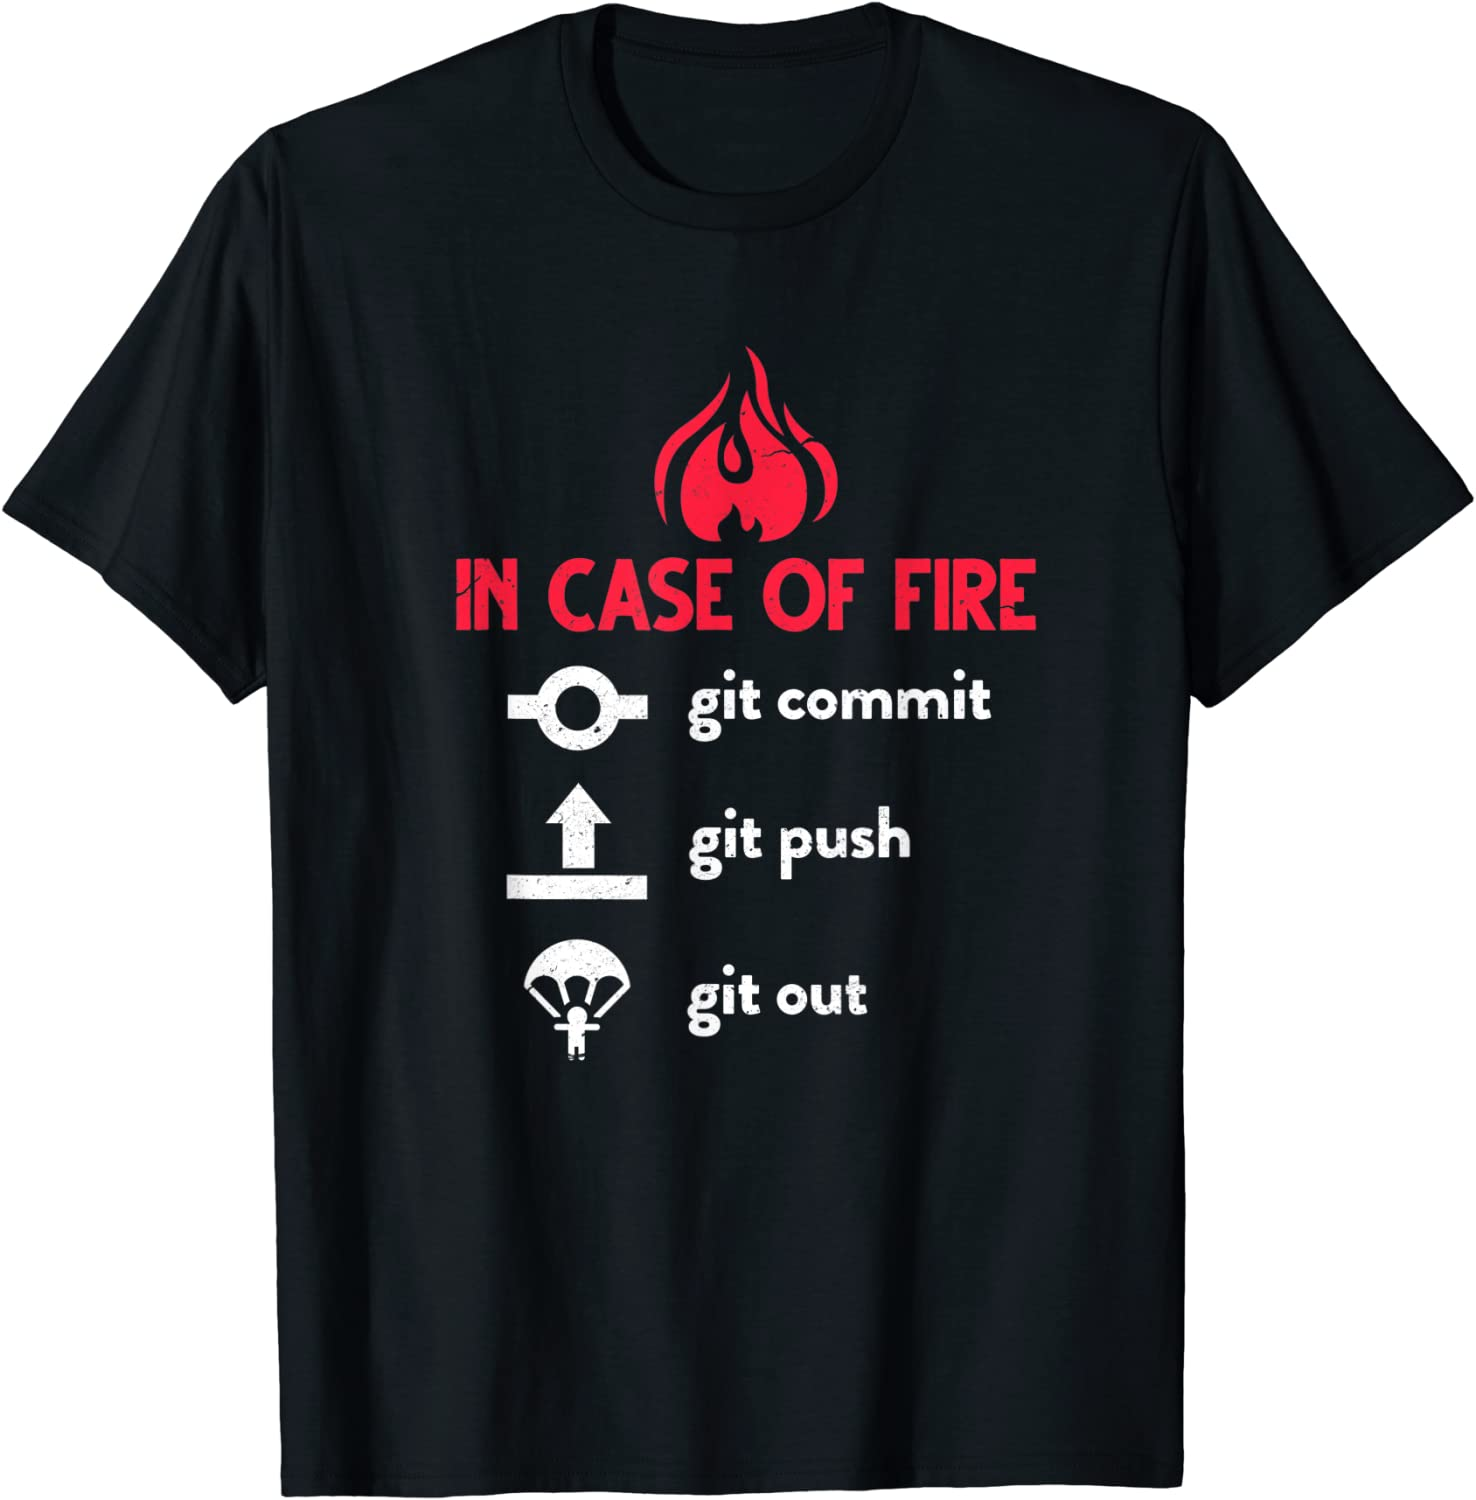 IN CASE OF FIRE
git commit
git push
git out